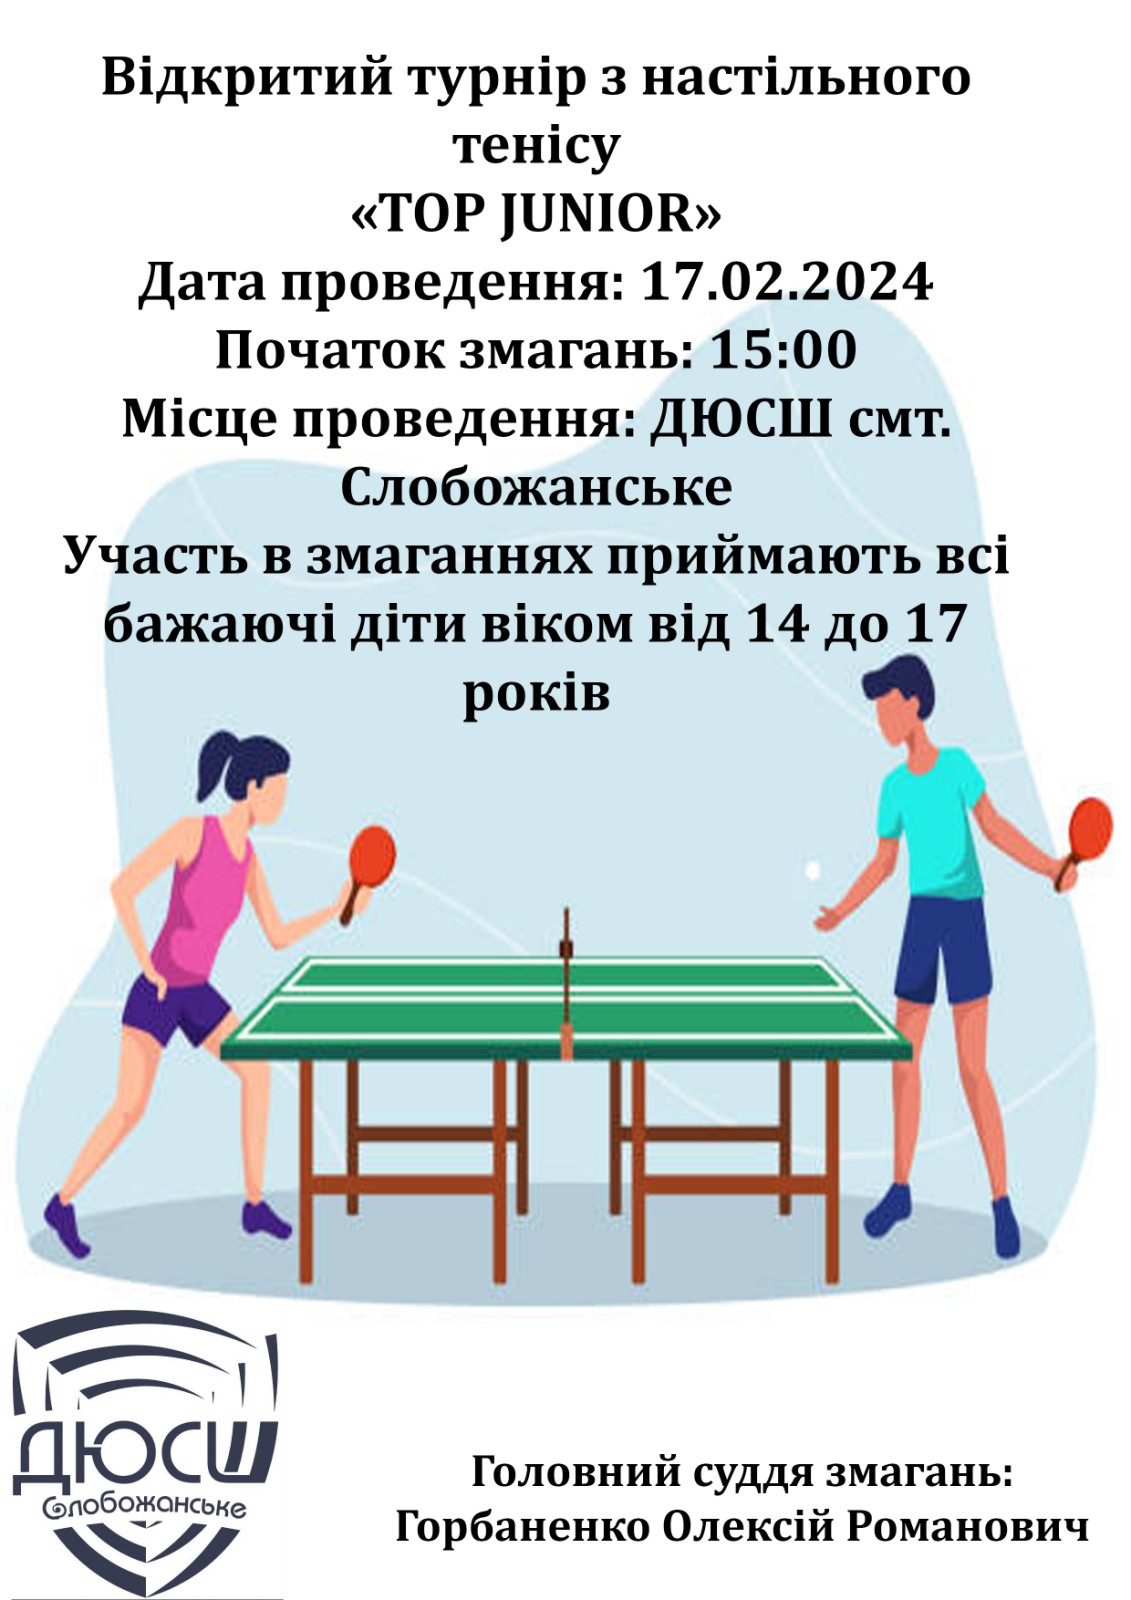 Відкритий турнір з настільного
тенісу
«TOP JUNIOR»
Дата проведення: 17.02.2024
Початок змагань: 15:00
Місце проведення: ДЮСШ смт.
Слобожанське
Участь в змаганнях приймають всі
бажаючі діти віком від 14 до 17
років
ДЮСШ
Слобожанське
Головний суддя змагань:
Горбаненко Олексій Романович